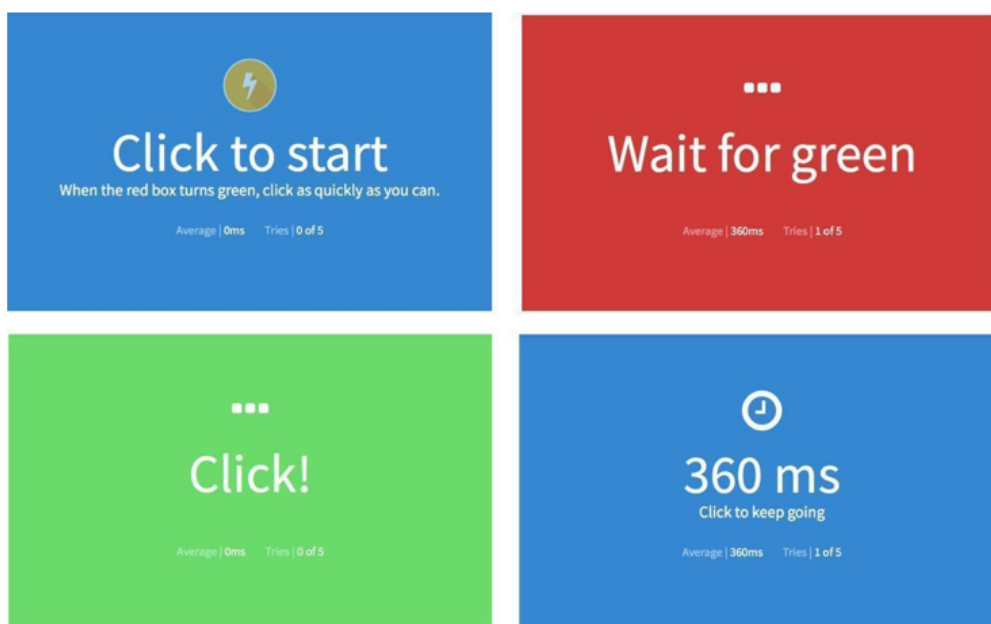 Click to start
When the red box turns green, click as quickly as you can.
Average | 0ms Tries | 0 of 5
Wait for green
Average | 360ms Tries | 1 of 5
Click!
Average | 0ms Tries | 0 of 5
360 ms
Click to keep going
Average | 360ms Tries | 1 of 5